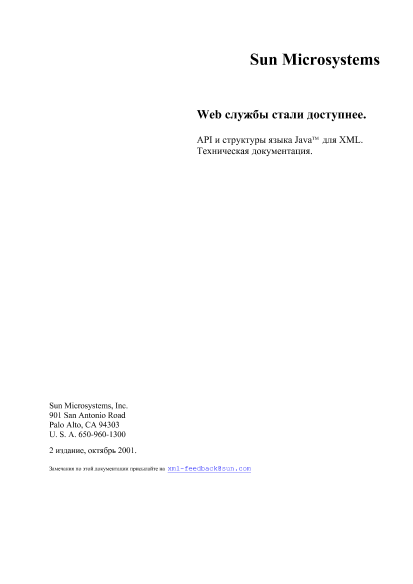 Sun Microsystems
Web службы стали доступнее.
API и структуры языка Java™ для XML.
Техническая документация.
Sun Microsystems, Inc.
901 San Antonio Road
Palo Alto, CA 94303
U. S. A. 650-960-1300
2 издание, октябрь 2001.
Замечания по этой документации присылайте на xml-feedback@sun.com